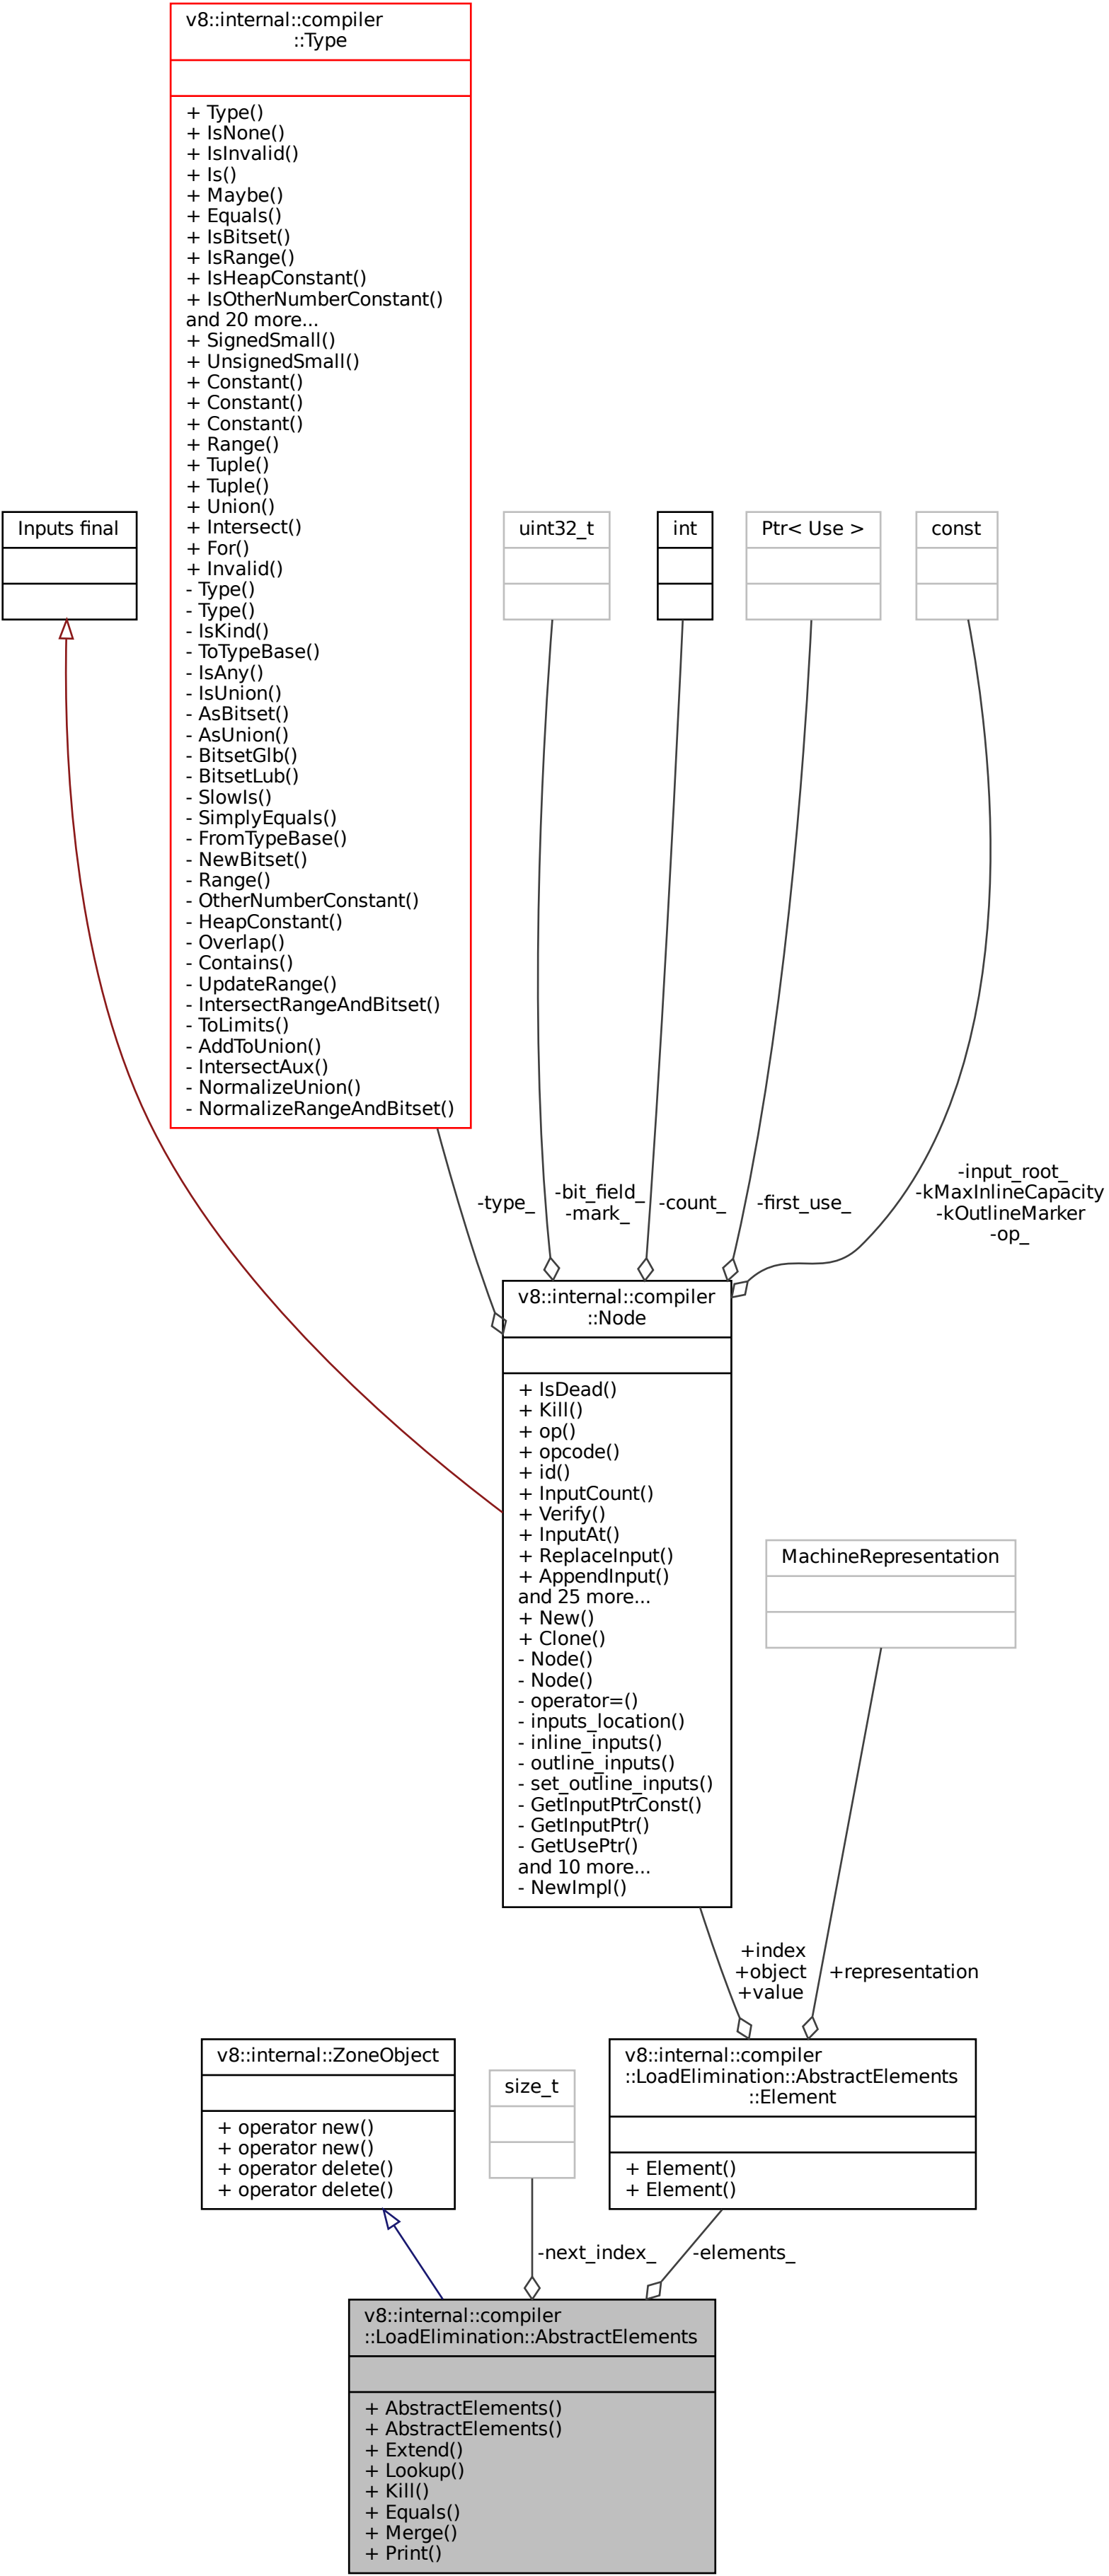 v8::internal::compiler
::Type
+ Type()
+ IsNone()
+ IsInvalid()
+ Is()
+ Maybe()
+ Equals()
+ IsBitset()
+ IsRange()
+ IsHeapConstant()
+ IsOtherNumberConstant()
and 20 more...
+ SignedSmall()
+ UnsignedSmall()
+ Constant()
+ Constant()
+ Constant()
+ Range()
+ Tuple()
+ Tuple()
+ Union()
+ Intersect()
+ For()
+ Invalid()
- Type()
- Type()
- IsKind()
- ToTypeBase()
- IsAny()
- IsUnion()
- AsBitset()
- AsUnion()
- BitsetGlb()
- BitsetLub()
- SlowIs()
- SimplyEquals()
- FromTypeBase()
- NewBitset()
- Range()
- OtherNumberConstant()
- HeapConstant()
- Overlap()
- Contains()
- UpdateRange()
- IntersectRangeAndBitset()
- ToLimits()
- AddToUnion()
- IntersectAux()
- NormalizeUnion()
- NormalizeRangeAndBitset()
Inputs final
uint32_t
int
Ptr< Use >
const
-type_
-bit_field_
-mark_
-count_
-first_use_
-input_root_
-kMaxInlineCapacity
-kOutlineMarker
-op_
v8::internal::compiler
::Node
+ IsDead()
+ Kill()
+ op()
+ opcode()
+ id()
+ InputCount()
+ Verify()
+ InputAt()
+ ReplaceInput()
+ AppendInput()
and 25 more...
+ New()
+ Clone()
- Node()
- Node()
- operator=()
- inputs_location()
- inline_inputs()
- outline_inputs()
- set_outline_inputs()
- GetInputPtrConst()
- GetInputPtr()
- GetUsePtr()
and 10 more...
- NewImpl()
MachineRepresentation
+index
+object
+value
+representation
v8::internal::ZoneObject
+ operator new()
+ operator new()
+ operator delete()
+ operator delete()
size_t
v8::internal::compiler
::LoadElimination::AbstractElements
::Element
+ Element()
+ Element()
-next_index_
-elements_
v8::internal::compiler
::LoadElimination::AbstractElements
+ AbstractElements()
+ AbstractElements()
+ Extend()
+ Lookup()
+ Kill()
+ Equals()
+ Merge()
+ Print()